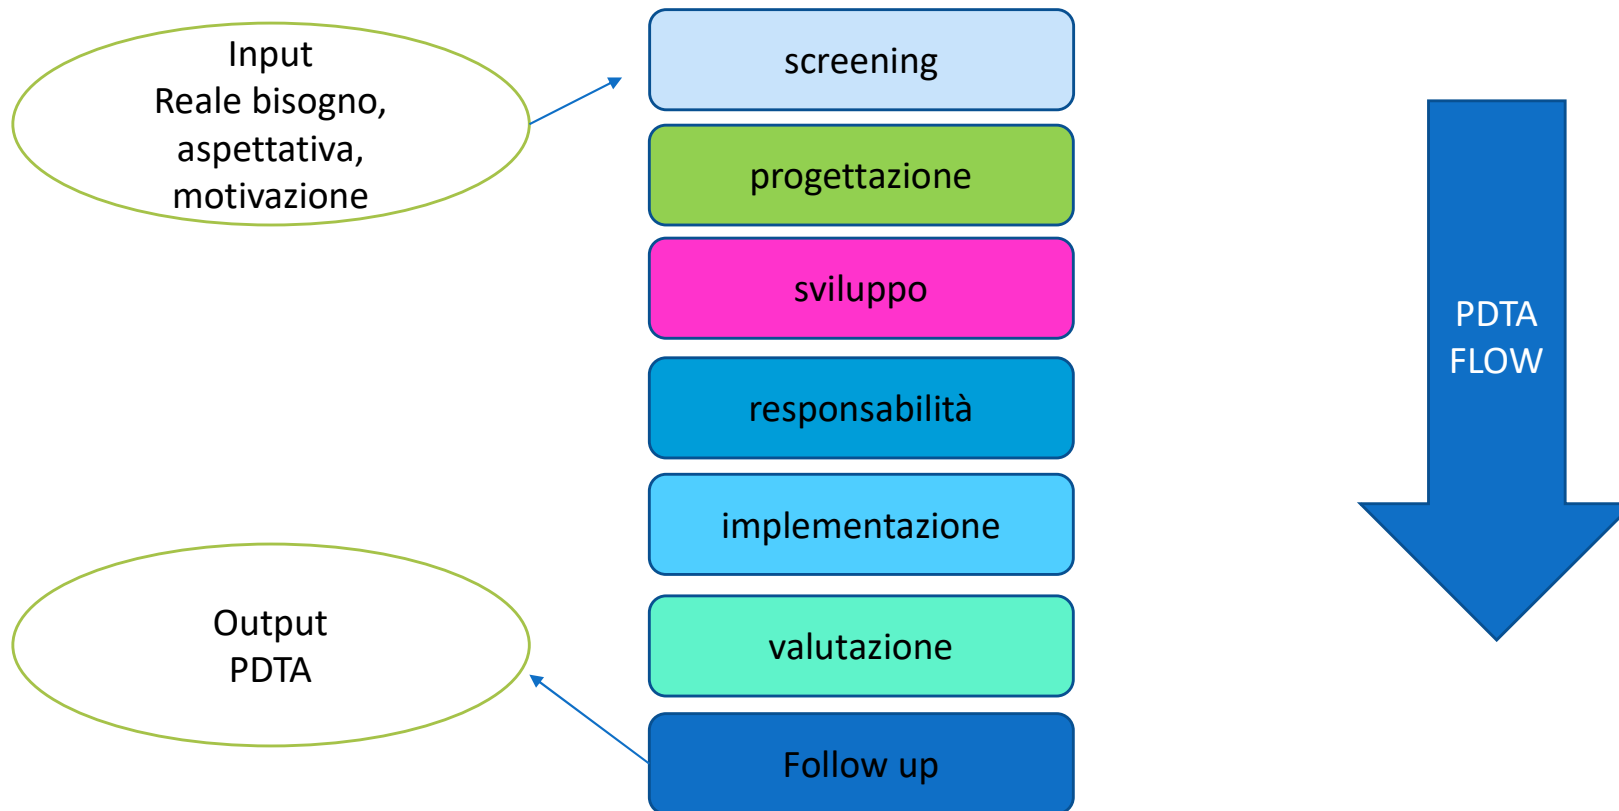 Input
Reale bisogno,
aspettativa,
motivazione
screening
progettazione
sviluppo
responsabilità
implementazione
valutazione
Follow up
Output
PDTA
PDTA
FLOW